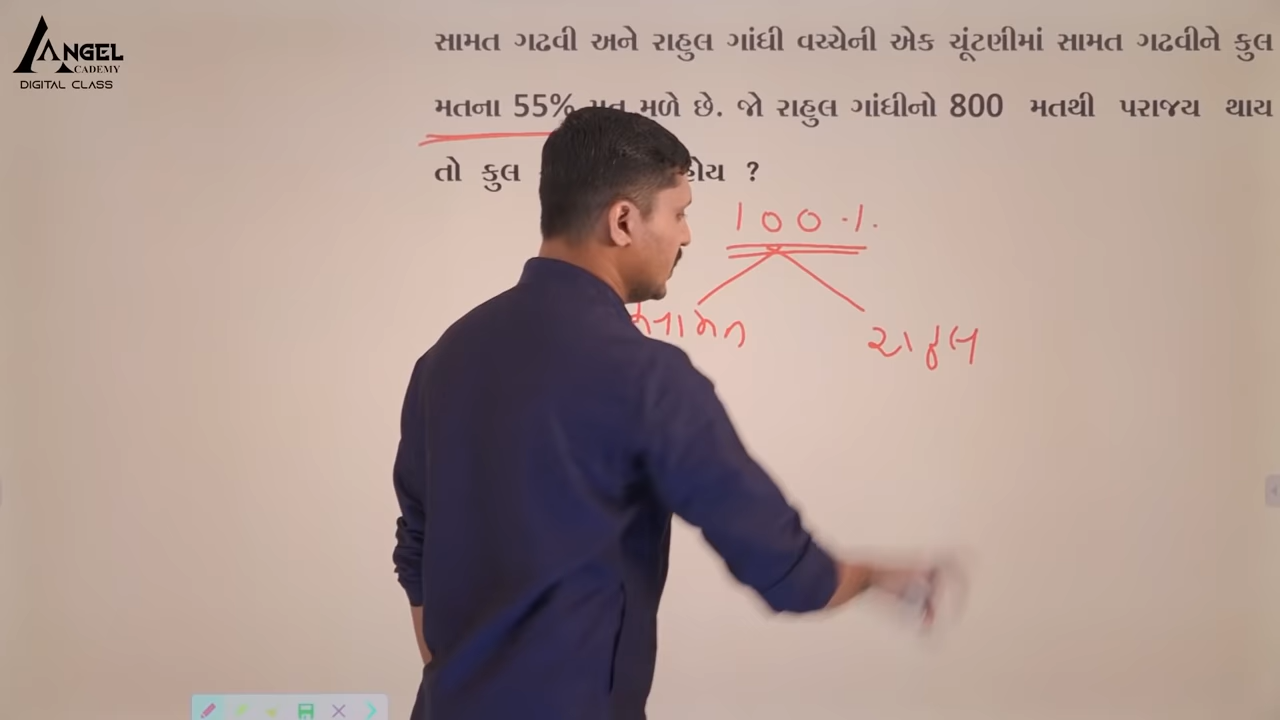 ANGEL
ACADEMY
DIGITAL CLASS
સામત ગઢવી અને રાહુલ ગાંધી વચ્ચેની એક ચૂંટણીમાં સામત ગઢવીને કુલ
મતના 55% મત મળે છે. જો રાહુલ ગાંધીનો 800 મતથી પરાજય થાય
તો કુલ હોય ?
100 %
રાહુલ